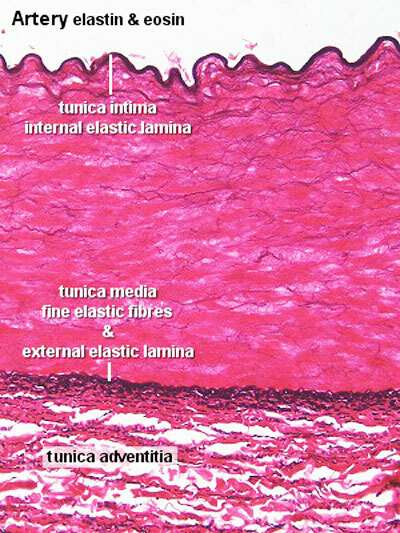 Artery elastin & eosin
tunica intima
internal elastic lamina
tunica media
fine elastic fibres
&
external elastic lamina
tunica adventitia